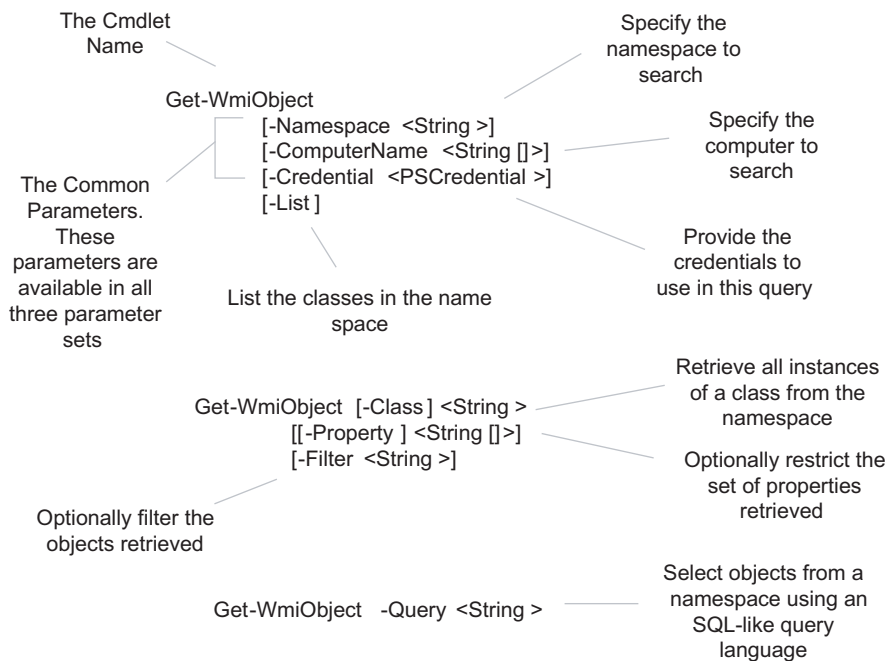 The Cmdlet
Name
Specify the
namespace to
search
Get-WmiObject
[-Namespace <String >]
[-ComputerName <String []>]
[-Credential <PSCredential >]
[-List ]
Specify the
computer to
search
The Common
Parameters.
These
parameters are
available in all
three parameter
sets
Provide the
credentials to
use in this query
List the classes in the name
space
Retrieve all instances
of a class from the
namespace
Get-WmiObject [-Class] <String >
[[-Property ] <String []>]
[-Filter <String >]
Optionally restrict the
set of properties
retrieved
Optionally filter the
objects retrieved
Get-WmiObject -Query <String >
Select objects from a
namespace using an
SQL-like query
language